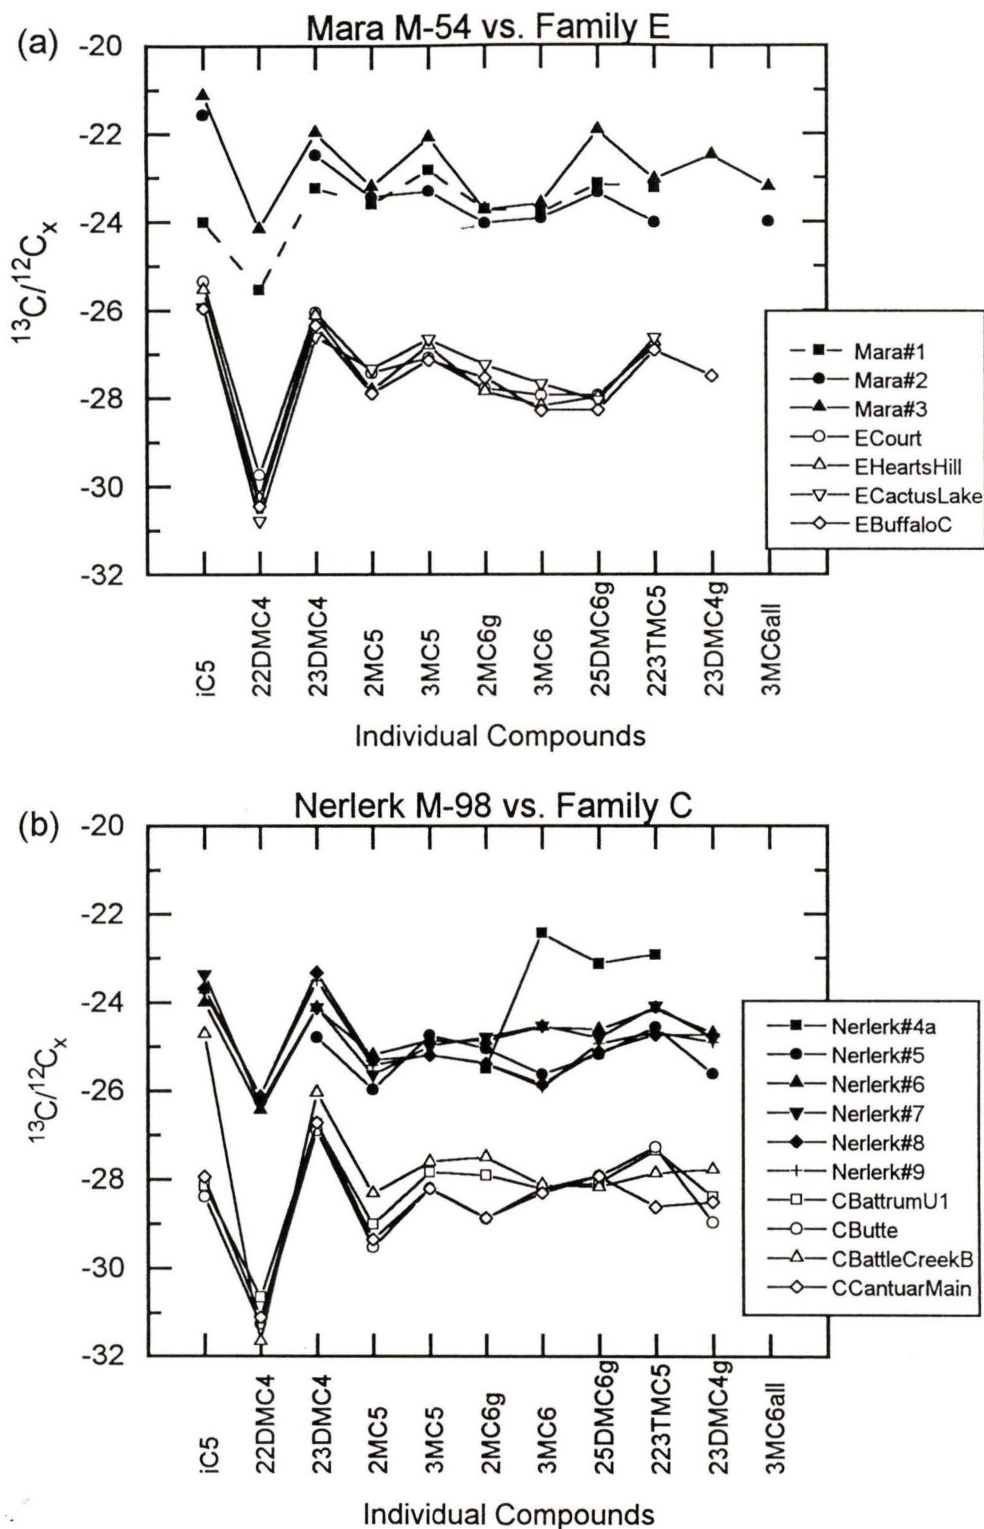 (a)
Mara M-54 vs. Family E
-20
-22
-24
-26
-28
-30
-32
13C/12Cx
Mara#1
Mara#2
Mara#3
ECourt
EHeartsHill
ECactusLake
EBuffaloC
iC5
22DMC4
23DMC4
2MC5
3MC5
2MC6g
3MC6
25DMC6g
223TMC5
23DMC4g
3MC6all
Individual Compounds
(b)
Nerlerk M-98 vs. Family C
-20
-22
-24
-26
-28
-30
-32
13C/12Cx
Nerlerk#4a
Nerlerk#5
Nerlerk#6
Nerlerk#7
Nerlerk#8
Nerlerk#9
CBattrumU1
CButte
CBattleCreekB
CCantuarMain
iC5
22DMC4
23DMC4
2MC5
3MC5
2MC6g
3MC6
25DMC6g
223TMC5
23DMC4g
3MC6all
Individual Compounds